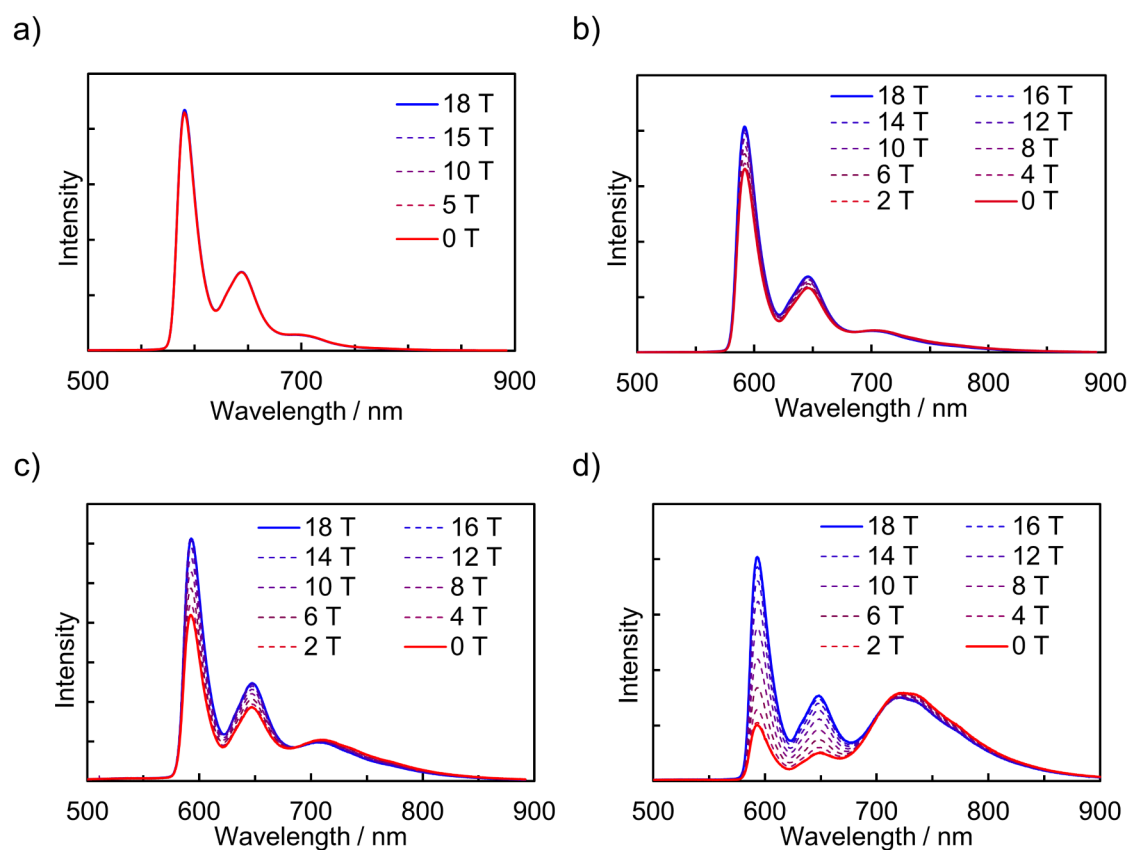 a)
Intensity
18 T
15 T
10 T
5 T
0 T
500 700 900
Wavelength / nm
b)
Intensity
18 T 16 T
14 T 12 T
10 T 8 T
6 T 4 T
2 T 0 T
500 600 700 800 900
Wavelength / nm
c)
Intensity
18 T 16 T
14 T 12 T
10 T 8 T
6 T 4 T
2 T 0 T
500 600 700 800 900
Wavelength / nm
d)
Intensity
18 T 16 T
14 T 12 T
10 T 8 T
6 T 4 T
2 T 0 T
500 600 700 800 900
Wavelength / nm